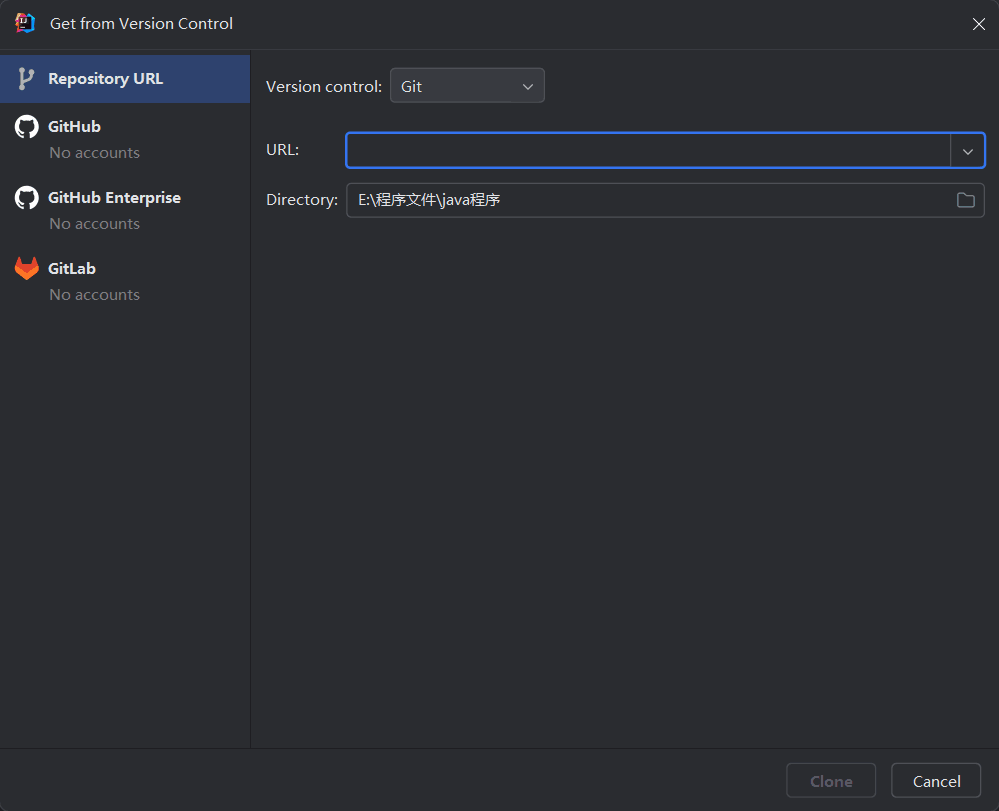 Get from Version Control
Repository URL
GitHub
No accounts
GitHub Enterprise
No accounts
GitLab
No accounts
Version control: Git
URL:
Directory: E:\程序文件\java程序
Clone Cancel